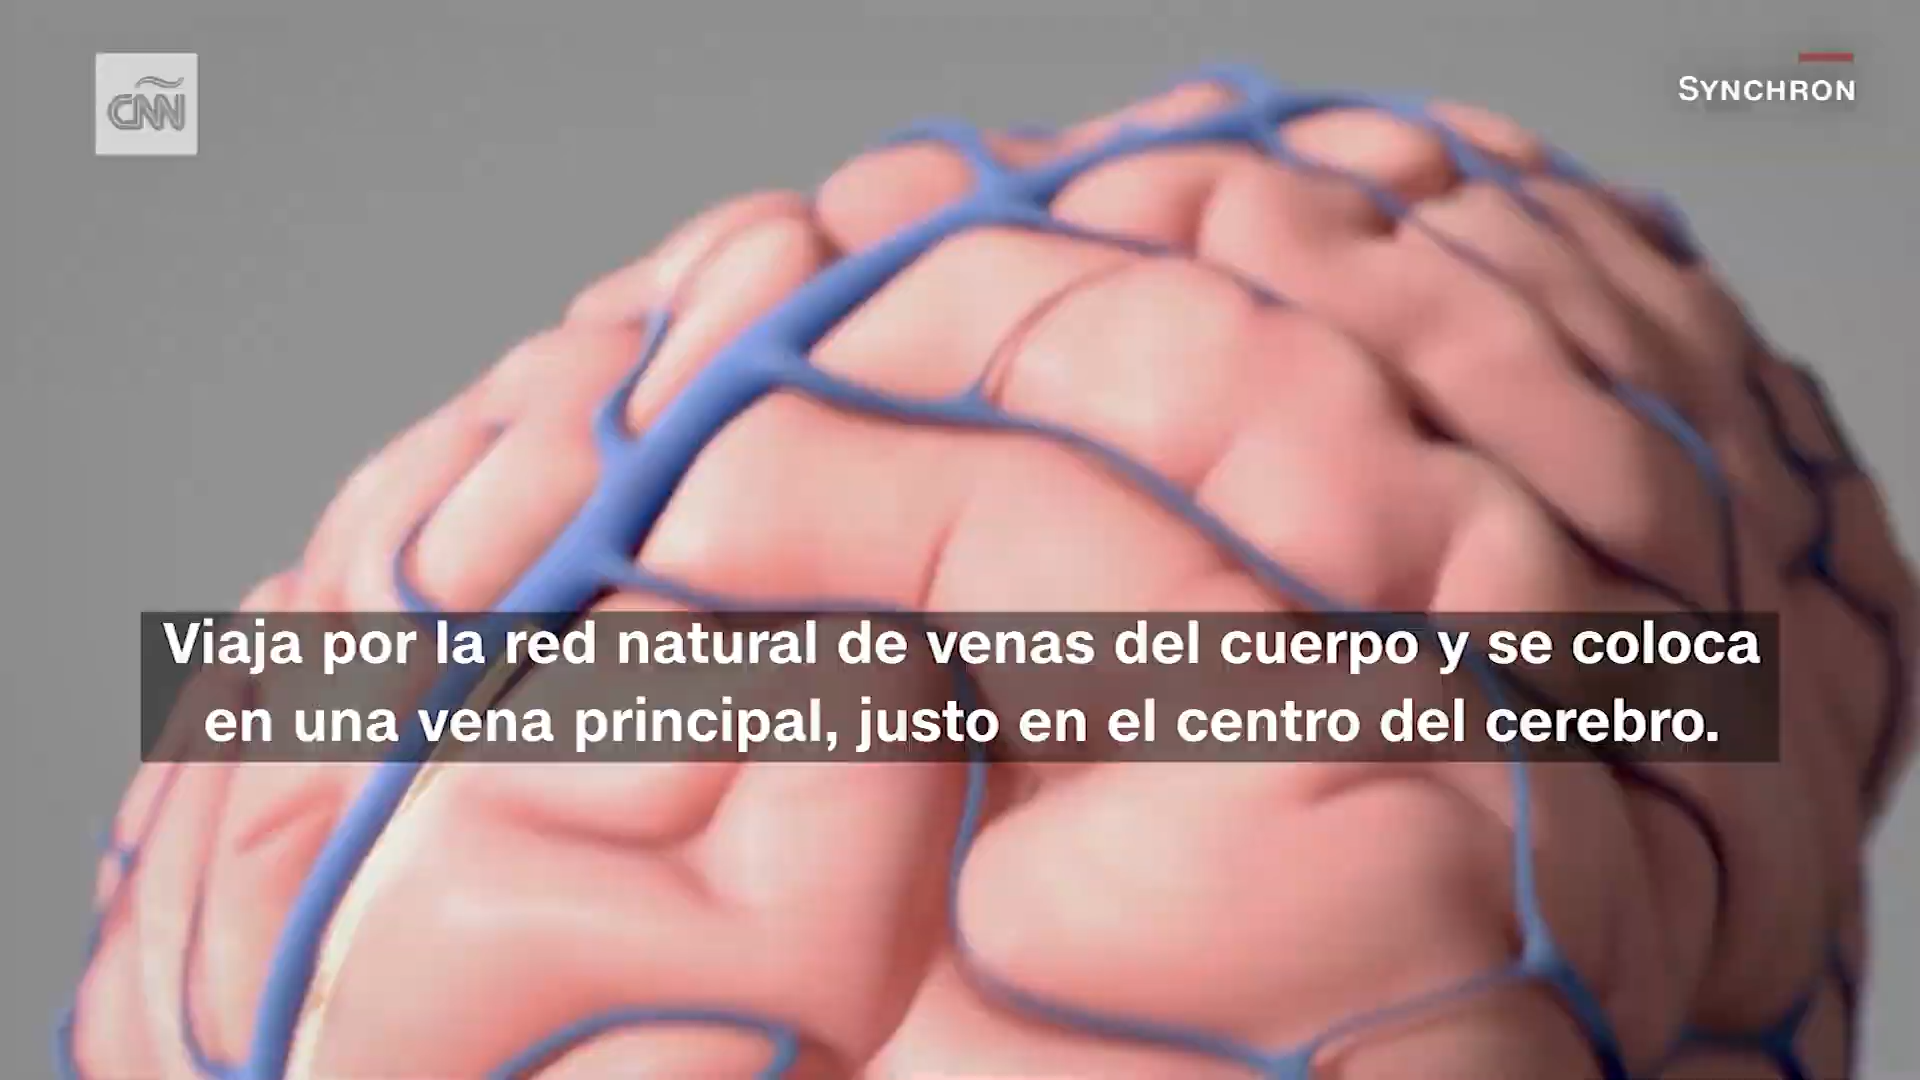 CNN
SYNCHRON
Viaja por la red natural de venas del cuerpo y se coloca
en una vena principal, justo en el centro del cerebro.